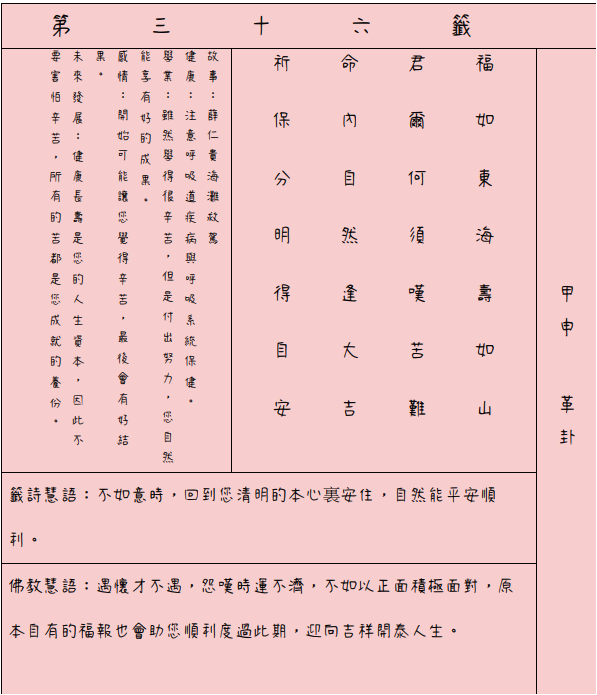 第三十六籤
甲申 革卦
福如東海壽如山
君爾何須嘆苦難
命內自然逢大吉
祈保分明得自安
故事：薛仁貴海灘救駕
健康：注意呼吸道疾病與呼吸系統保健。
學業：雖然學得很辛苦，但是付出努力，您自然
能享有好的成果。
感情：開始可能讓您覺得辛苦，最後會有好結
果。
未來發展：健康長壽是您的人生資本，因此不
要害怕辛苦，所有的苦都是您成就的養份。
籤詩慧語：不如意時，回到您清明的本心裏安住，自然能平安順
利。
佛教慧語：遇懷才不遇，怨嘆時運不濟，不如以正面積極面對，原
本自有的福報也會助您順利度過此期，迎向吉祥開泰人生。